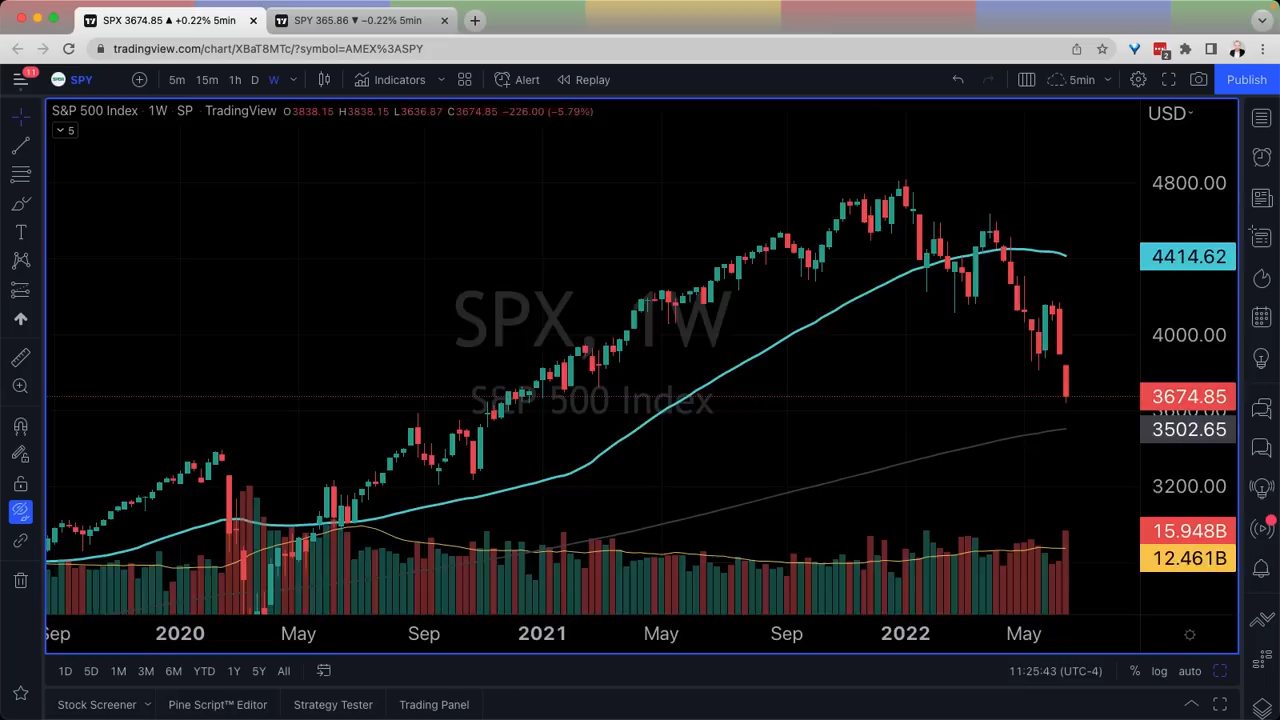 SPX 3674.85 ▲ +0.22% 5min
SPY 365.86 ▼ −0.22% 5min
tradingview.com/chart/XBaT8MTc/?symbol=AMEX%3ASPY
2
11
SPY
5m 15m 1h D W
Indicators
Alert
Replay
5min
Publish
S&P 500 Index · 1W · SP · TradingView O3838.15 H3838.15 L3636.87 C3674.85 −226.00 (−5.79%)
USD
5
4800.00
4414.62
SPX, 1W
4000.00
S&P 500 Index
3674.85
3600.00
3502.65
3200.00
15.948B
12.461B
Sep 2020 May Sep 2021 May Sep 2022 May
1D 5D 1M 3M 6M YTD 1Y 5Y All
11:25:43 (UTC-4) % log auto
Stock Screener Pine Script™ Editor Strategy Tester Trading Panel